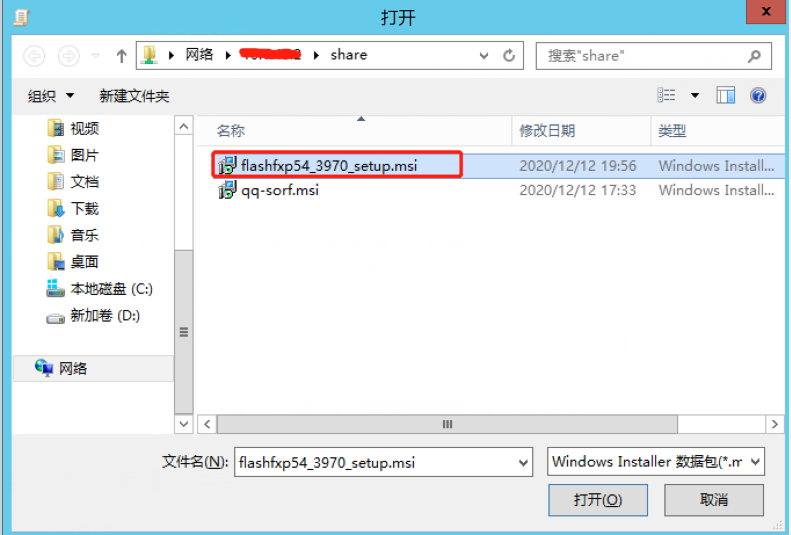 打开
网络 share
搜索"share"
组织 新建文件夹
名称 修改日期 类型
视频
图片
文档
下载
音乐
桌面
本地磁盘 (C:)
新加卷 (D:)
网络
flashfxp54_3970_setup.msi 2020/12/12 19:56 Windows Install...
qq-sorf.msi 2020/12/12 17:33 Windows Install...
文件名(N): flashfxp54_3970_setup.msi Windows Installer 数据包(*.m
打开(O) 取消